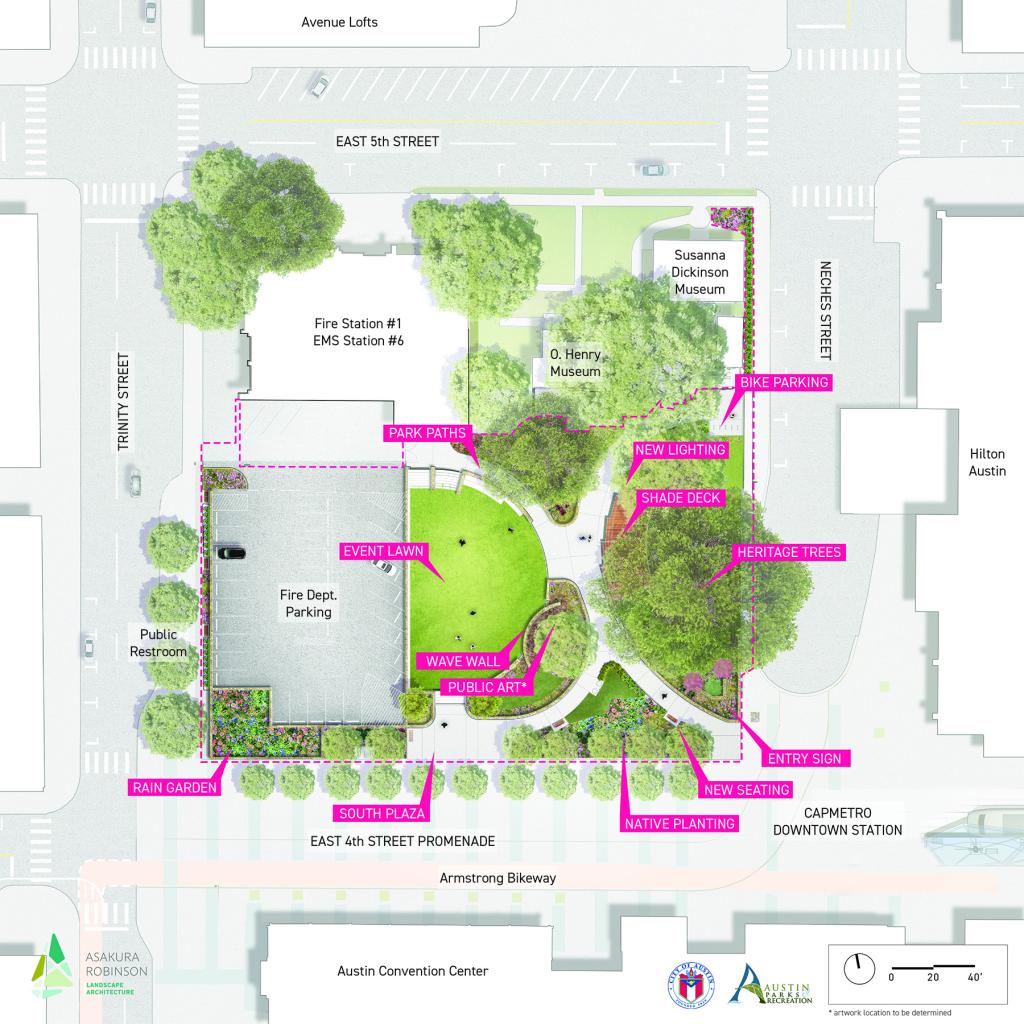 Avenue Lofts
EAST 5th STREET
Susanna
Dickinson
Museum
NECHES STREET
Fire Station #1
EMS Station #6
O. Henry
Museum
TRINITY STREET
BIKE PARKING
PARK PATHS
NEW LIGHTING
Hilton
Austin
SHADE DECK
EVENT LAWN
HERITAGE TREES
Fire Dept.
Parking
Public
Restroom
WAVE WALL
PUBLIC ART*
ENTRY SIGN
RAIN GARDEN
NEW SEATING
SOUTH PLAZA
NATIVE PLANTING
CAPMETRO
DOWNTOWN STATION
EAST 4th STREET PROMENADE
Armstrong Bikeway
Austin Convention Center
ASAKURA
ROBINSON
LANDSCAPE
ARCHITECTURE
CITY OF AUSTIN
AUSTIN
PARKS &
RECREATION
0 20 40'
* artwork location to be determined